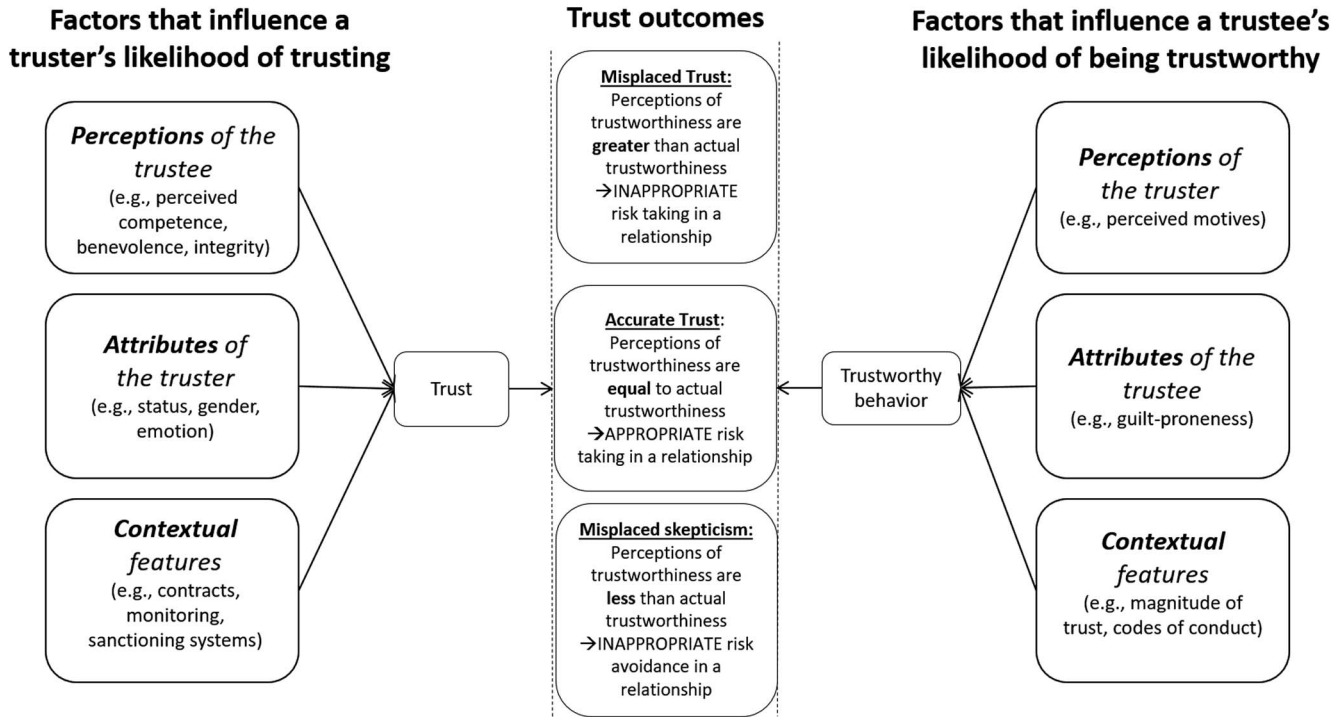 Factors that influence a
truster's likelihood of trusting
Perceptions of the
trustee
(e.g., perceived
competence,
benevolence, integrity)
Attributes of
the truster
(e.g., status, gender,
emotion)
Contextual
features
(e.g., contracts,
monitoring,
sanctioning systems)
Trust
Trust outcomes
Misplaced Trust:
Perceptions of
trustworthiness are
greater than actual
trustworthiness
→INAPPROPRIATE
risk taking in a
relationship
Accurate Trust:
Perceptions of
trustworthiness are
equal to actual
trustworthiness
→APPROPRIATE risk
taking in a relationship
Misplaced skepticism:
Perceptions of
trustworthiness are
less than actual
trustworthiness
→INAPPROPRIATE risk
avoidance in a
relationship
Trustworthy
behavior
Factors that influence a trustee's
likelihood of being trustworthy
Perceptions of
the truster
(e.g., perceived motives)
Attributes of the
trustee
(e.g., guilt-proneness)
Contextual
features
(e.g., magnitude of
trust, codes of conduct)